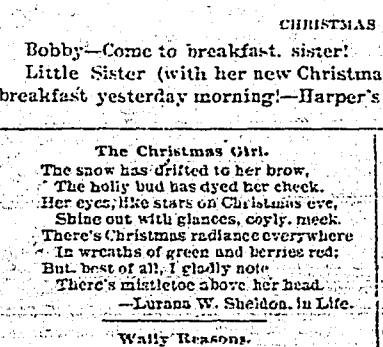 CHRISTMAS
Bobby—Come to breakfast, sister!
Little Sister (with her new Christma
breakfast yesterday morning!—Harper's
The Christmas Girl.
The snow has drifted to her brow,
The holly bud has dyed her cheek.
Her eyes, like stars on Christmas eve,
Shine out with glances, coyly meek.
There's Christmas radiance everywhere
In wreaths of green and berries red;
But best of all, I gladly note
There's mistletoe above her head.
—Lurana W. Sheldon, in Life.
Wally Reasons.